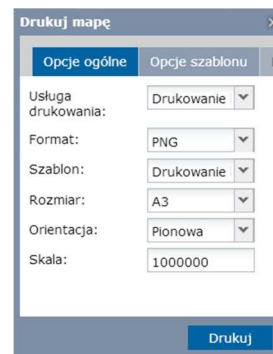 Drukuj mapę
Opcje ogólne Opcje szablonu
Usługa drukowania: Drukowanie
Format: PNG
Szablon: Drukowanie
Rozmiar: A3
Orientacja: Pionowa
Skala: 1000000
Drukuj